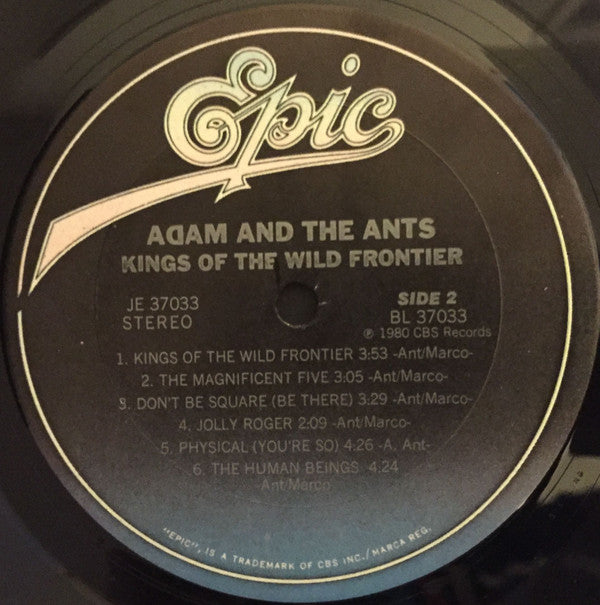 Epic
ADAM AND THE ANTS
KINGS OF THE WILD FRONTIER
JE 37033
STEREO
SIDE 2
BL 37033
℗ 1980 CBS Records
1. KINGS OF THE WILD FRONTIER 3:53 -Ant/Marco-
2. THE MAGNIFICENT FIVE 3:05 -Ant/Marco-
3. DON'T BE SQUARE (BE THERE) 3:29 -Ant/Marco-
4. JOLLY ROGER 2:09 -Ant/Marco-
5. PHYSICAL (YOU'RE SO) 4:26 -A. Ant-
6. THE HUMAN BEINGS 4:24
-Ant/Marco-
"EPIC", IS A TRADEMARK OF CBS INC./MARCA REG.